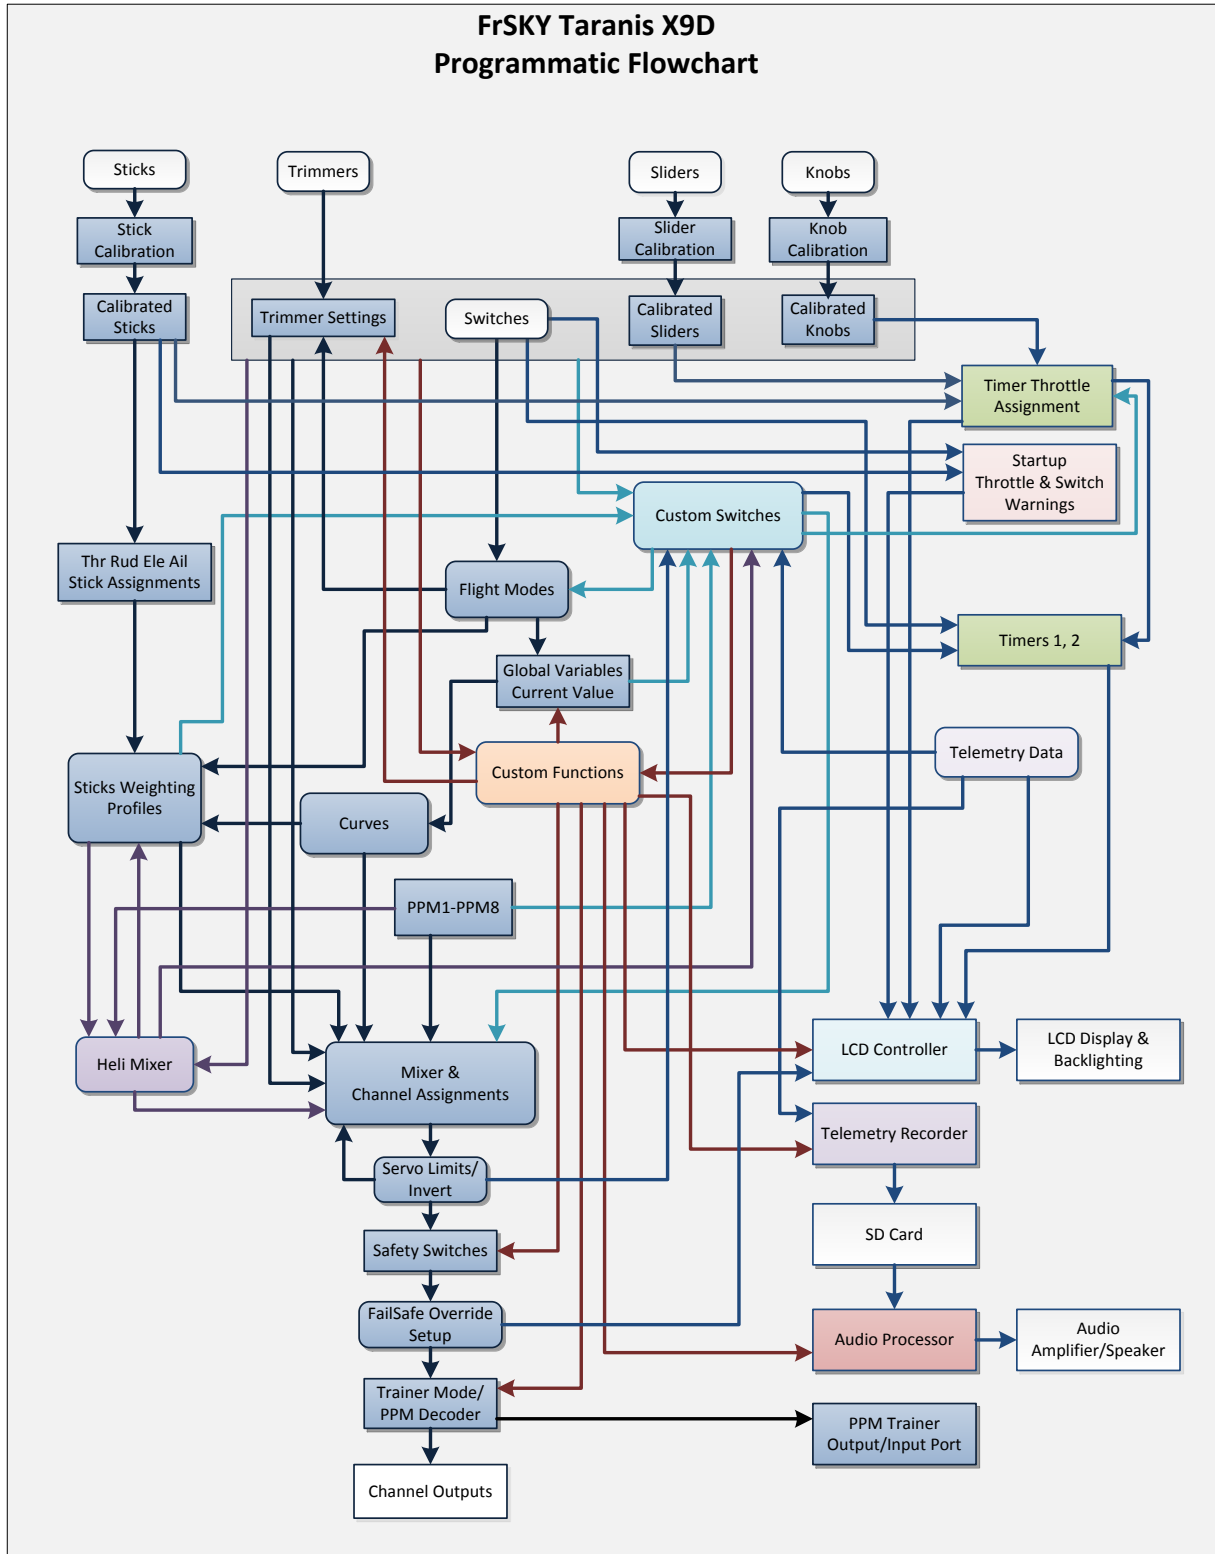 FrSKY Taranis X9D
Programmatic Flowchart
Sticks
Trimmers
Sliders
Knobs
Stick
Calibration
Slider
Calibration
Knob
Calibration
Calibrated
Sticks
Trimmer Settings
Switches
Calibrated
Sliders
Calibrated
Knobs
Timer Throttle
Assignment
Startup
Throttle & Switch
Warnings
Custom Switches
Thr Rud Ele Ail
Stick Assignments
Flight Modes
Timers 1, 2
Global Variables
Current Value
Telemetry Data
Custom Functions
Sticks Weighting
Profiles
Curves
PPM1-PPM8
Heli Mixer
Mixer &
Channel Assignments
LCD Controller
LCD Display &
Backlighting
Telemetry Recorder
Servo Limits/
Invert
SD Card
Safety Switches
FailSafe Override
Setup
Audio Processor
Audio
Amplifier/Speaker
Trainer Mode/
PPM Decoder
PPM Trainer
Output/Input Port
Channel Outputs